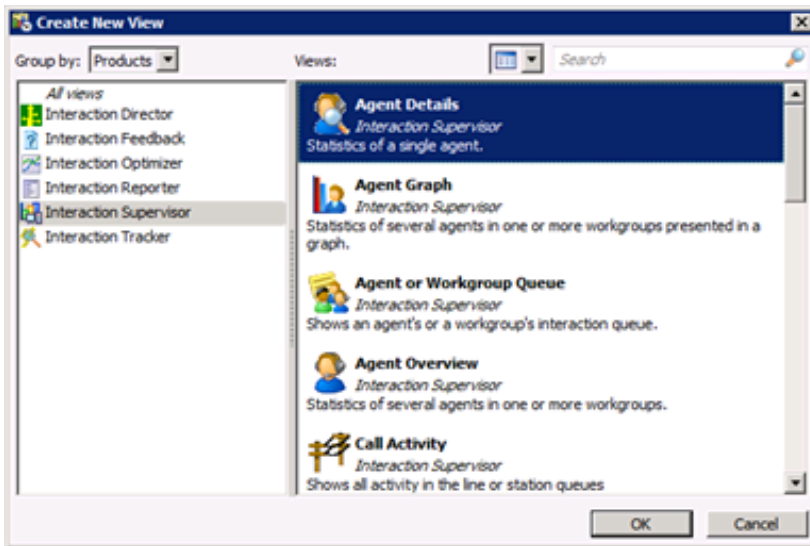 Create New View
Group by: Products
Views:
Search
All views
Interaction Director
Interaction Feedback
Interaction Optimizer
Interaction Reporter
Interaction Supervisor
Interaction Tracker
Agent Details
Interaction Supervisor
Statistics of a single agent.
Agent Graph
Interaction Supervisor
Statistics of several agents in one or more workgroups presented in a
graph.
Agent or Workgroup Queue
Interaction Supervisor
Shows an agent's or a workgroup's interaction queue.
Agent Overview
Interaction Supervisor
Statistics of several agents in one or more workgroups.
Call Activity
Interaction Supervisor
Shows all activity in the line or station queues
OK
Cancel